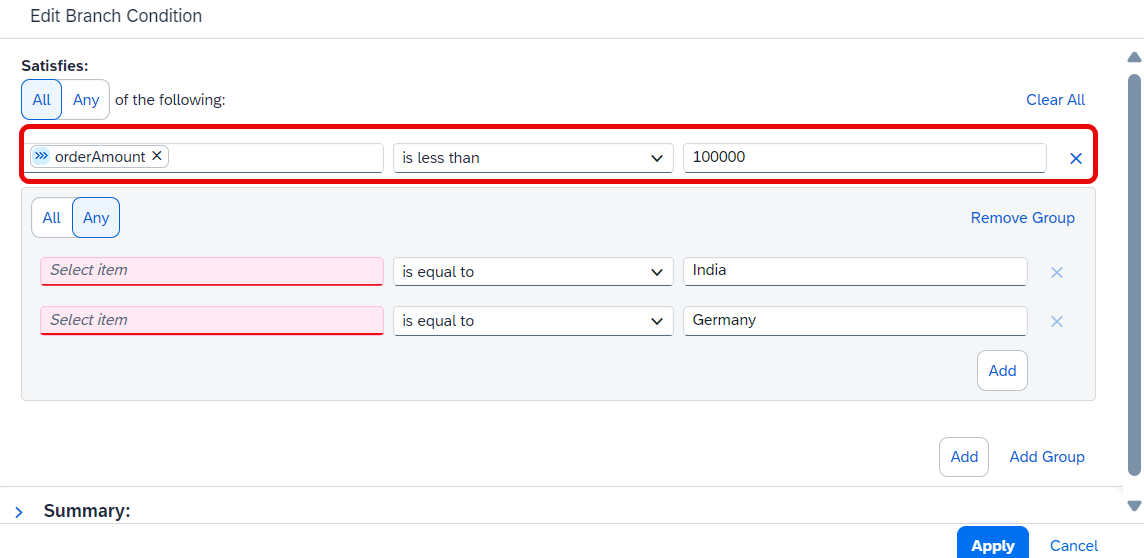 Edit Branch Condition
Satisfies:
All Any of the following: Clear All
orderAmount is less than 100000
All Any Remove Group
Select item is equal to India
Select item is equal to Germany
Add
Add Add Group
Summary:
Apply Cancel